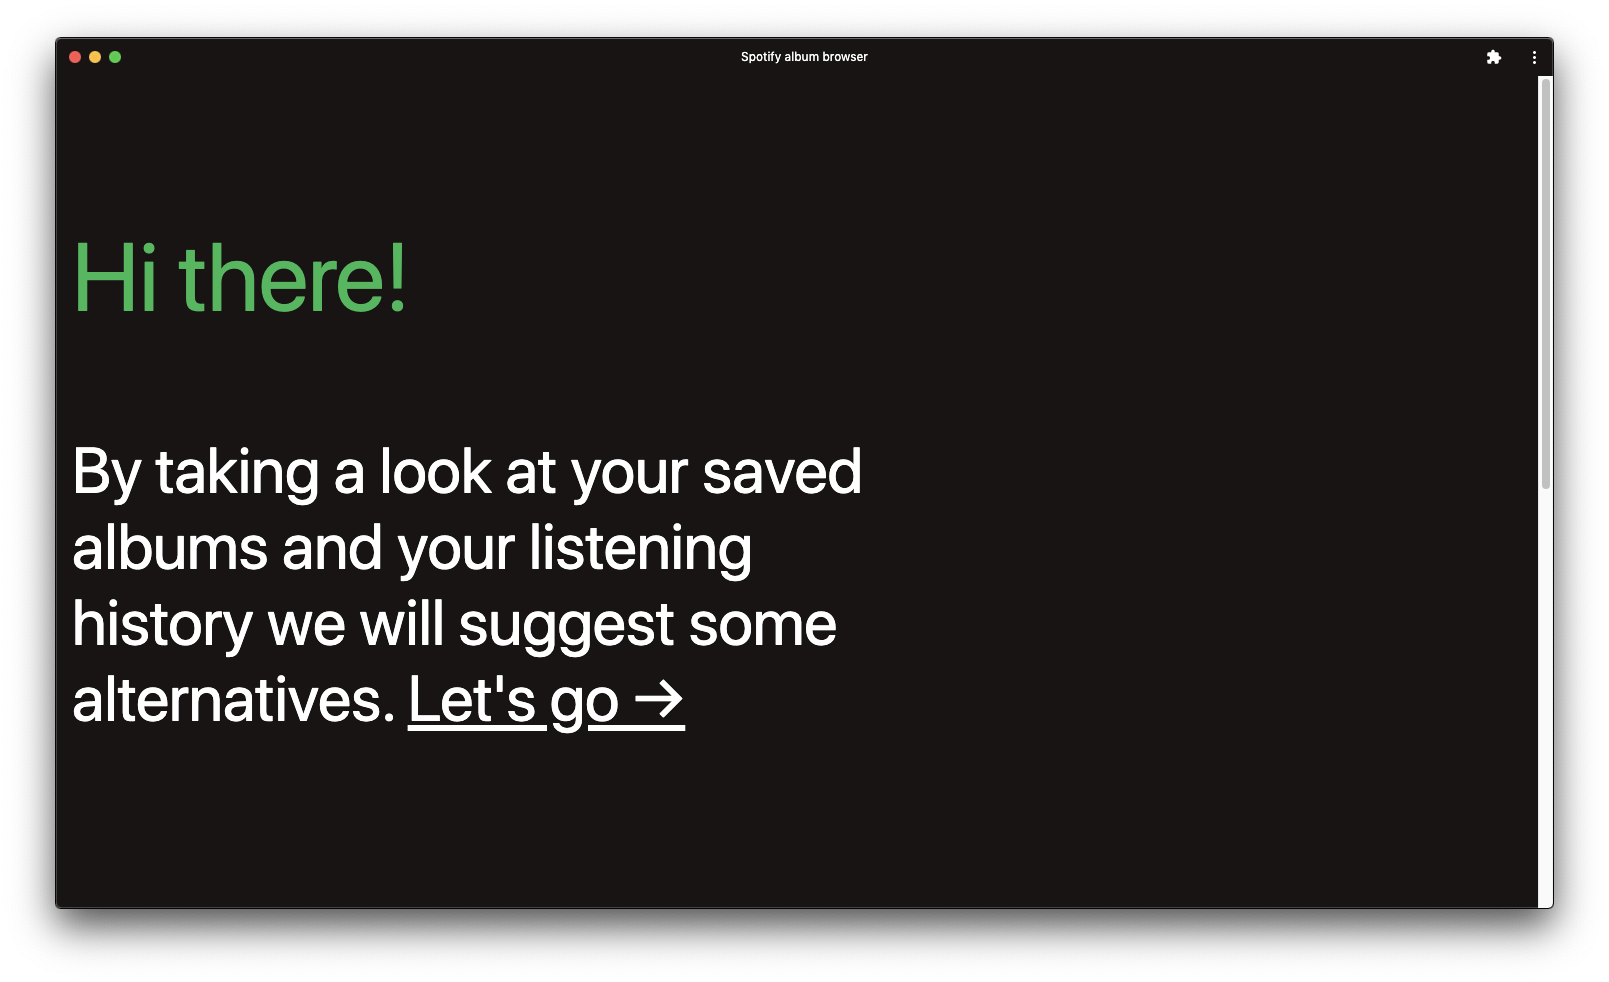 Spotify album browser
Hi there!
By taking a look at your saved
albums and your listening
history we will suggest some
alternatives. Let's go →